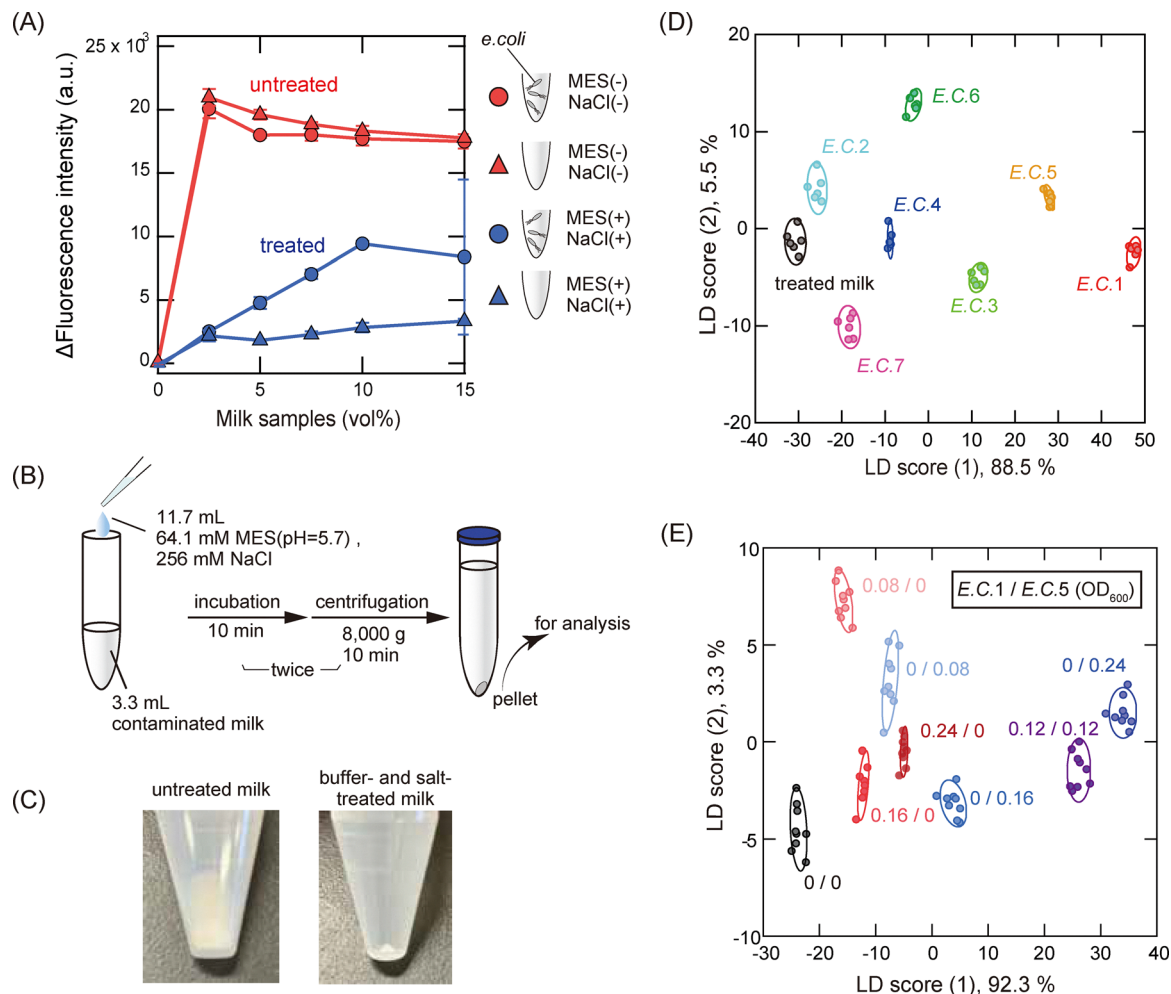 (A)
25 x 10³
20
15
10
5
0
ΔFluorescence intensity (a.u.)
0
5
10
15
Milk samples (vol%)
untreated
treated
e.coli
MES(-)
NaCl(-)
MES(-)
NaCl(-)
MES(+)
NaCl(+)
MES(+)
NaCl(+)
(B)
11.7 mL
64.1 mM MES(pH=5.7) ,
256 mM NaCl
incubation
10 min
centrifugation
8,000 g
10 min
twice
for analysis
pellet
3.3 mL
contaminated milk
(C)
untreated milk
buffer- and salt-
treated milk
(D)
20
10
0
-10
-20
LD score (2), 5.5 %
-40
-30
-20
-10
0
10
20
30
40
50
LD score (1), 88.5 %
E.C.6
E.C.2
E.C.5
E.C.4
treated milk
E.C.1
E.C.3
E.C.7
(E)
10
5
0
-5
-10
LD score (2), 3.3 %
-30
-20
-10
0
10
20
30
40
LD score (1), 92.3 %
E.C.1 / E.C.5 (OD₆₀₀)
0.08 / 0
0 / 0.08
0 / 0.24
0.24 / 0
0.12 / 0.12
0.16 / 0
0 / 0.16
0 / 0